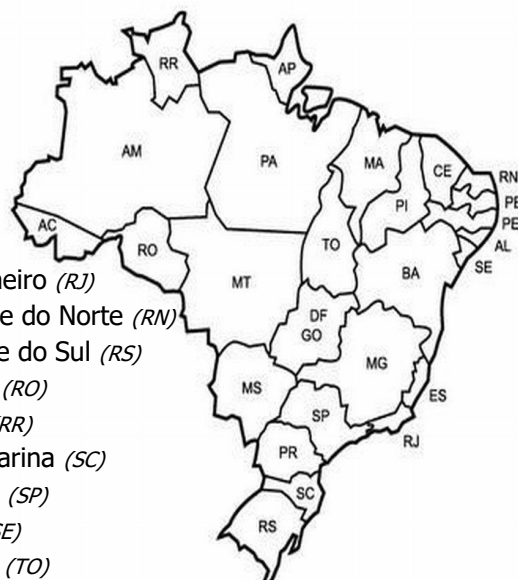 RR
AP
AM
PA
MA
CE
RN
PB
PI
PE
AC
AL
RO
TO
SE
BA
MT
neiro (RJ)
e do Norte (RN)
e do Sul (RS)
(RO)
RR)
arina (SC)
(SP)
SE)
(TO)
DF
GO
MG
MS
ES
SP
RJ
PR
SC
RS